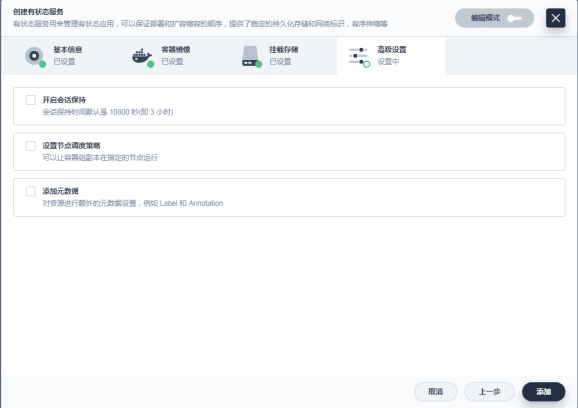 创建有状态服务
有状态服务用来管理有状态应用，可以保证部署和扩容缩容的顺序，提供了稳定的持久化存储和网络标识，有序伸缩等
编辑模式
基本信息
已设置
容器镜像
已设置
挂载存储
已设置
高级设置
设置中
开启会话保持
会话保持时间默认是 10800 秒(即 3 小时)
设置节点调度策略
可以让容器组副本在指定的节点运行
添加元数据
对资源进行额外的元数据设置，例如 Label 和 Annotation
取消
上一步
添加